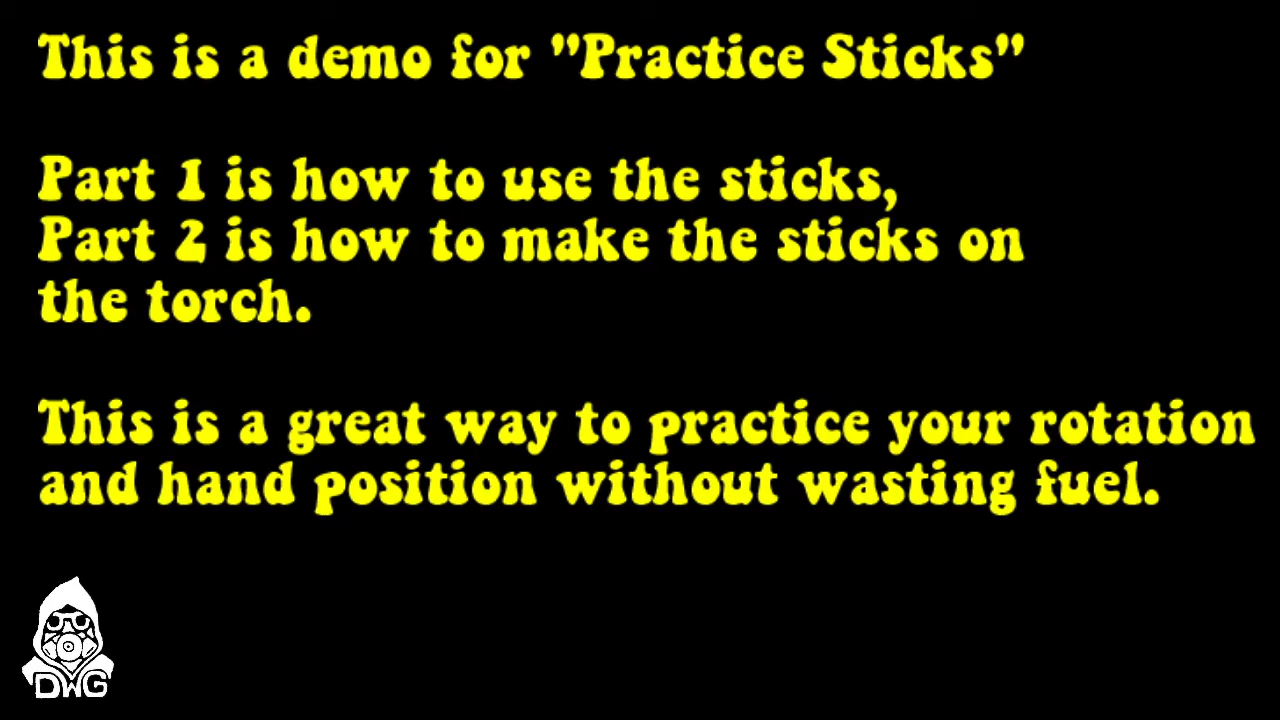 This is a demo for "Practice Sticks"
Part 1 is how to use the sticks,
Part 2 is how to make the sticks on
the torch.
This is a great way to practice your rotation
and hand position without wasting fuel.
DWG